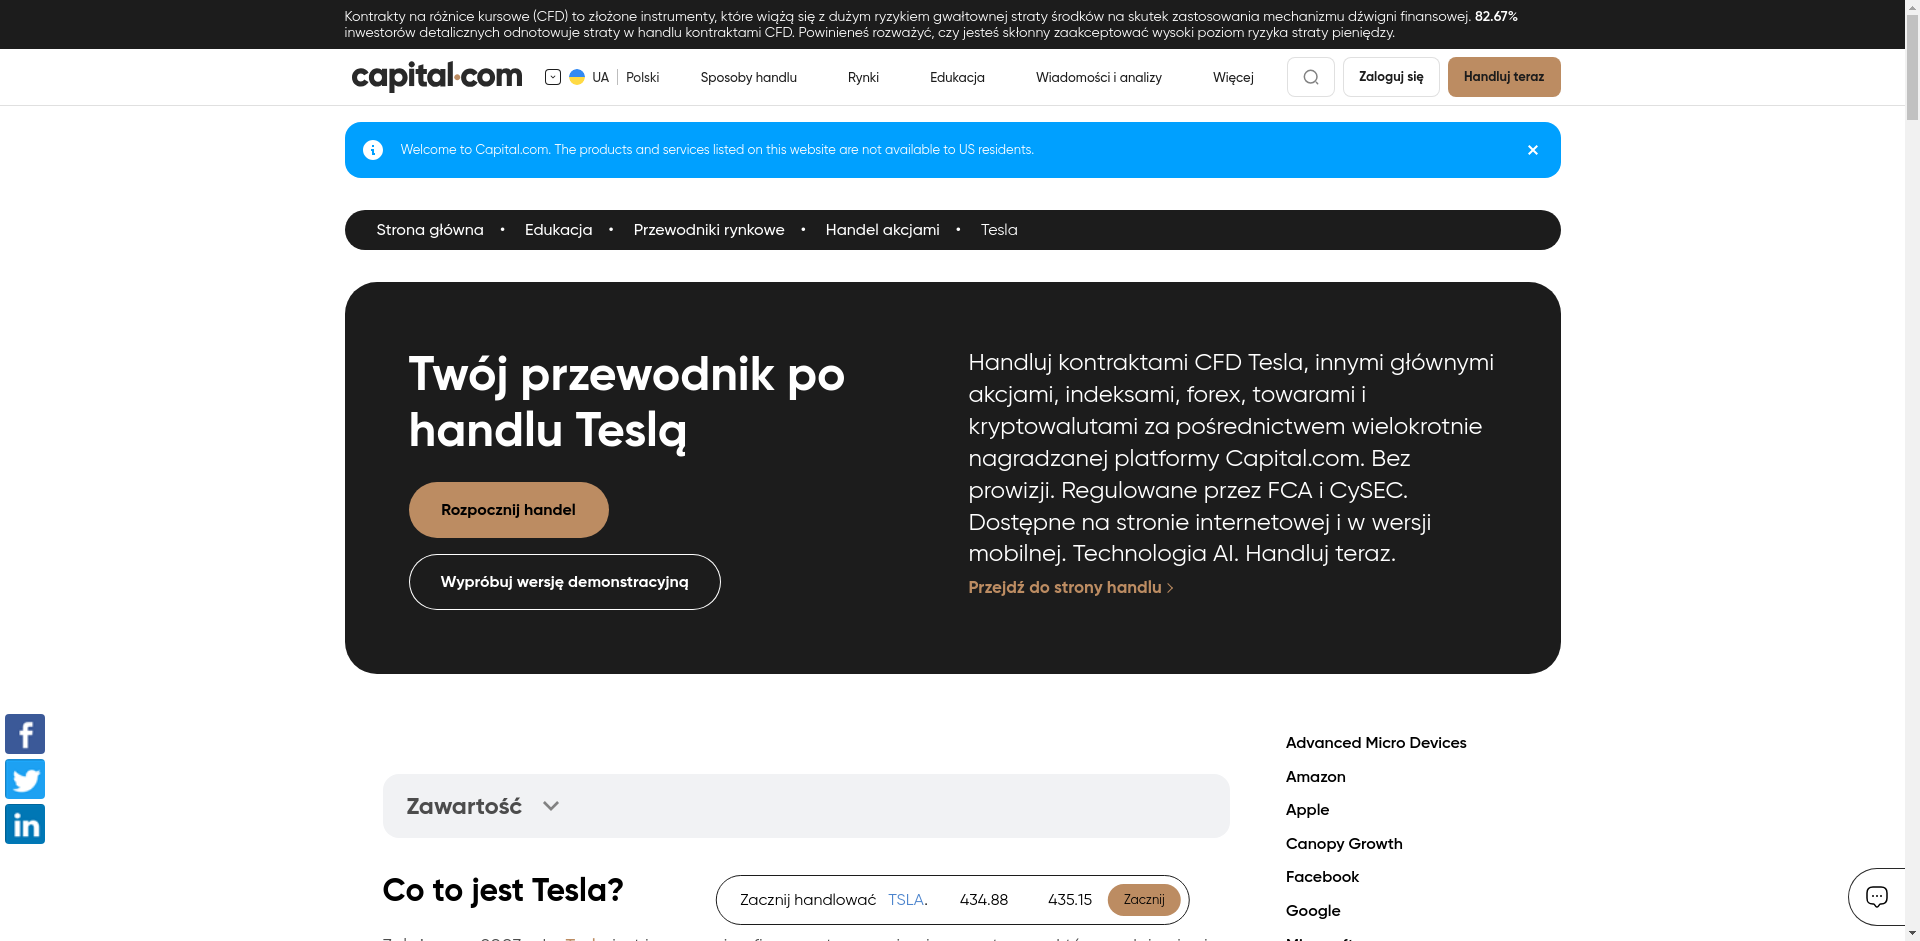 Kontrakty na różnice kursowe (CFD) to złożone instrumenty, które wiążą się z dużym ryzykiem gwałtownej straty środków na skutek zastosowania mechanizmu dźwigni finansowej. 82.67%
inwestorów detalicznych odnotowuje straty w handlu kontraktami CFD. Powinieneś rozważyć, czy jesteś skłonny zaakceptować wysoki poziom ryzyka straty pieniędzy.
capital.com UA Polski Sposoby handlu Rynki Edukacja Wiadomości i analizy Więcej Zaloguj się Handluj teraz
Welcome to Capital.com. The products and services listed on this website are not available to US residents.
Strona główna • Edukacja • Przewodniki rynkowe • Handel akcjami • Tesla
Twój przewodnik po
handlu Teslą
Rozpocznij handel
Wypróbuj wersję demonstracyjną
Handluj kontraktami CFD Tesla, innymi głównymi
akcjami, indeksami, forex, towarami i
kryptowalutami za pośrednictwem wielokrotnie
nagradzanej platformy Capital.com. Bez
prowizji. Regulowane przez FCA i CySEC.
Dostępne na stronie internetowej i w wersji
mobilnej. Technologia AI. Handluj teraz.
Przejdź do strony handlu
Zawartość
Co to jest Tesla?
Zacznij handlować TSLA. 434.88 435.15 Zacznij
Advanced Micro Devices
Amazon
Apple
Canopy Growth
Facebook
Google